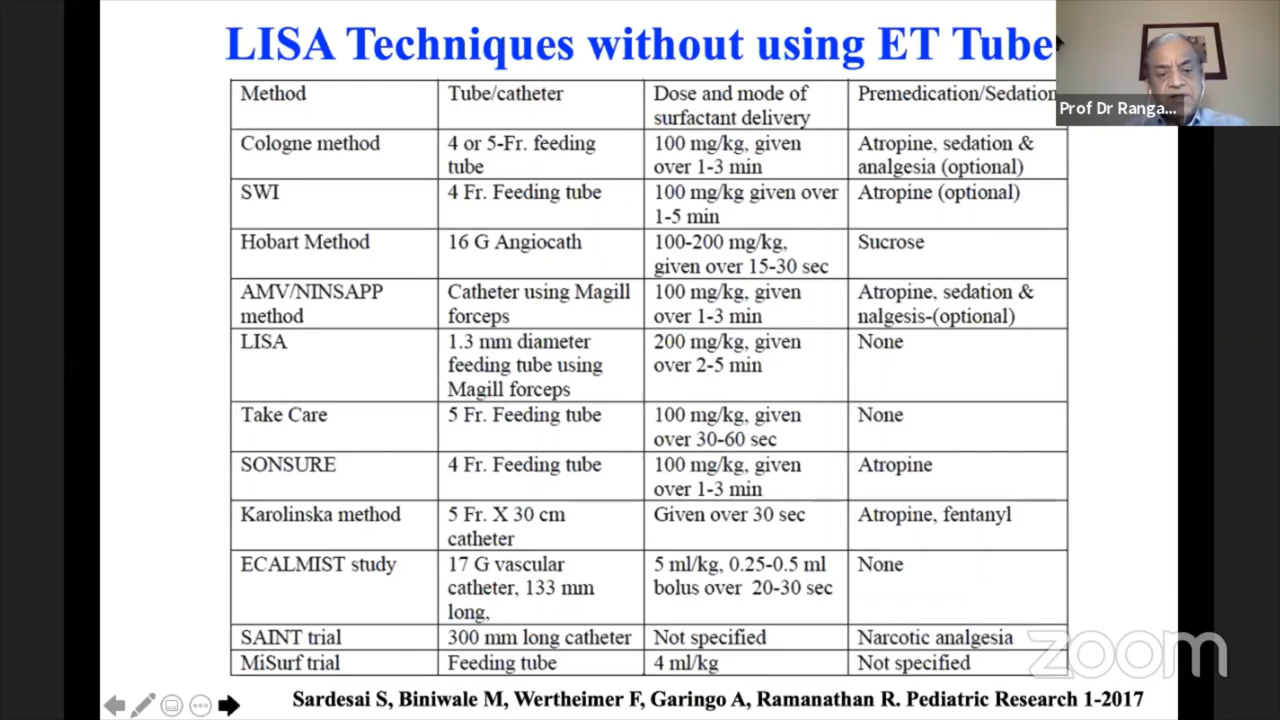 LISA Techniques without using ET Tube
Prof Dr Ranga...
Method
Tube/catheter
Dose and mode of
surfactant delivery
Premedication/Sedation
Cologne method
4 or 5-Fr. feeding
tube
100 mg/kg, given
over 1-3 min
Atropine, sedation &
analgesia (optional)
SWI
4 Fr. Feeding tube
100 mg/kg given over
1-5 min
Atropine (optional)
Hobart Method
16 G Angiocath
100-200 mg/kg,
given over 15-30 sec
Sucrose
AMV/NINSAPP
method
Catheter using Magill
forceps
100 mg/kg, given
over 1-3 min
Atropine, sedation &
nalgesis-(optional)
LISA
1.3 mm diameter
feeding tube using
Magill forceps
200 mg/kg, given
over 2-5 min
None
Take Care
5 Fr. Feeding tube
100 mg/kg, given
over 30-60 sec
None
SONSURE
4 Fr. Feeding tube
100 mg/kg, given
over 1-3 min
Atropine
Karolinska method
5 Fr. X 30 cm
catheter
Given over 30 sec
Atropine, fentanyl
ECALMIST study
17 G vascular
catheter, 133 mm
long,
5 ml/kg, 0.25-0.5 ml
bolus over 20-30 sec
None
SAINT trial
300 mm long catheter
Not specified
Narcotic analgesia
MiSurf trial
Feeding tube
4 ml/kg
Not specified
zoom
Sardesai S, Biniwale M, Wertheimer F, Garingo A, Ramanathan R. Pediatric Research 1-2017